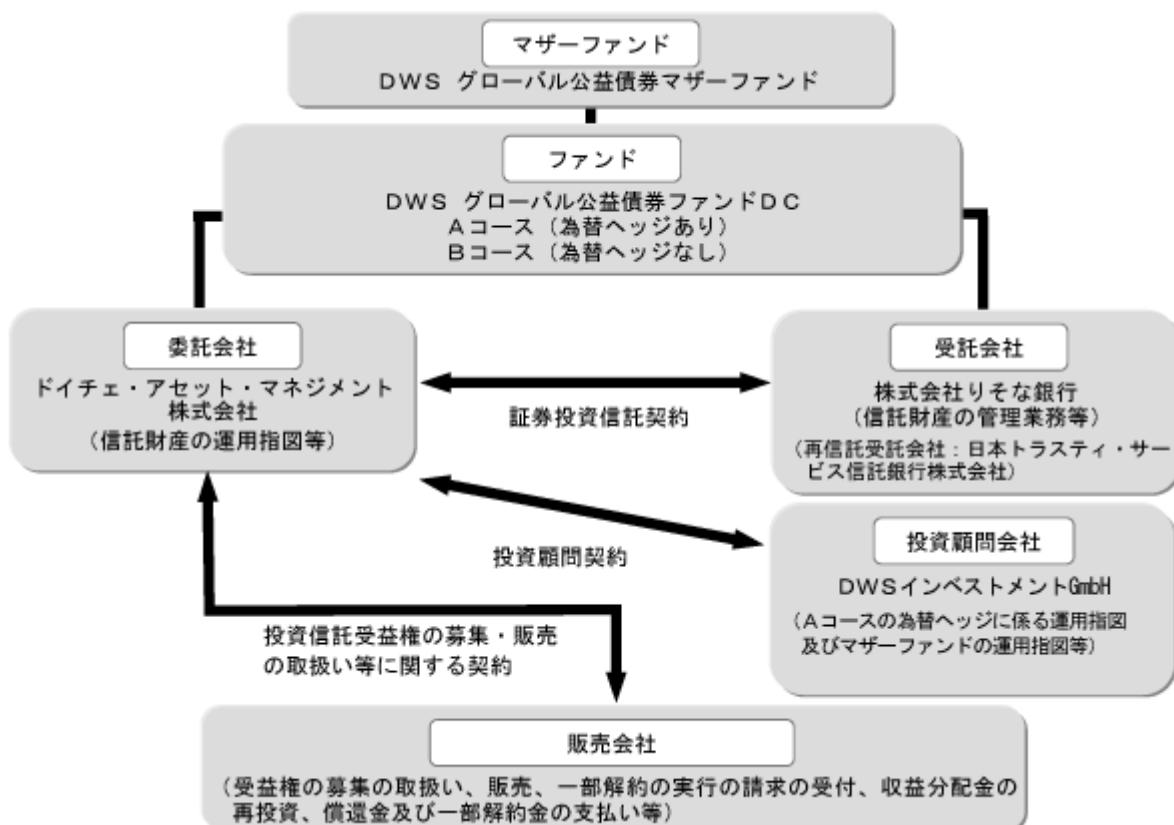 マザーファンド
DWS グローバル公益債券マザーファンド
ファンド
DWS グローバル公益債券ファンドDC
Aコース(為替ヘッジあり)
Bコース(為替ヘッジなし)
委託会社
ドイチェ・アセット・マネジメント
株式会社
(信託財産の運用指図等)
証券投資信託契約
受託会社
株式会社りそな銀行
(信託財産の管理業務等)
(再信託受託会社:日本トラスティ・サー
ビス信託銀行株式会社)
投資顧問契約
投資顧問会社
DWSインベストメントGmbH
(Aコースの為替ヘッジに係る運用指図
及びマザーファンドの運用指図等)
投資信託受益権の募集・販売
の取扱い等に関する契約
販売会社
(受益権の募集の取扱い、販売、一部解約の実行の請求の受付、収益分配金の
再投資、償還金及び一部解約金の支払い等)